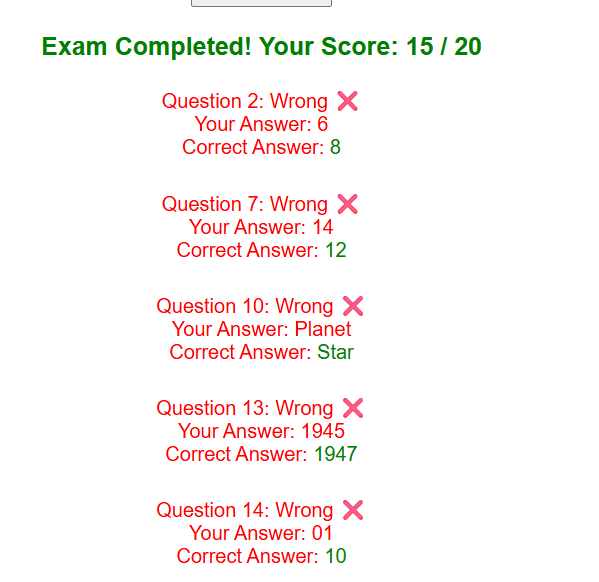 Exam Completed! Your Score: 15 / 20
Question 2: Wrong ❌
Your Answer: 6
Correct Answer: 8
Question 7: Wrong ❌
Your Answer: 14
Correct Answer: 12
Question 10: Wrong ❌
Your Answer: Planet
Correct Answer: Star
Question 13: Wrong ❌
Your Answer: 1945
Correct Answer: 1947
Question 14: Wrong ❌
Your Answer: 01
Correct Answer: 10